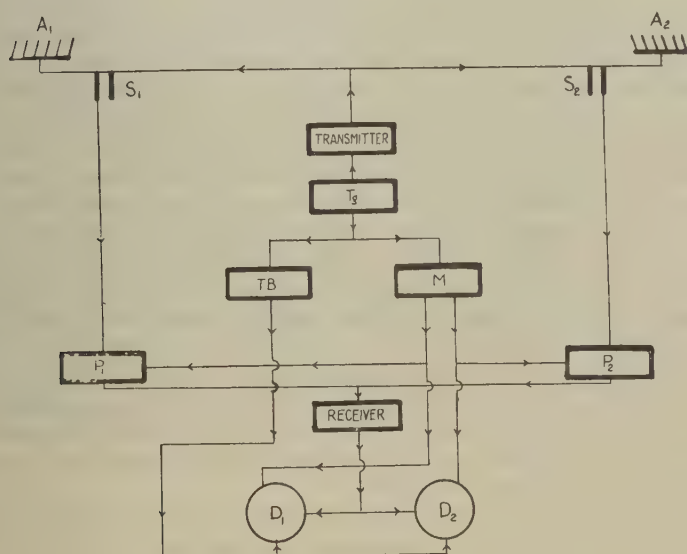 A₁ A₂
S₁ S₂
TRANSMITTER
Tg
TB M
P₁ P₂
RECEIVER
D₁ D₂